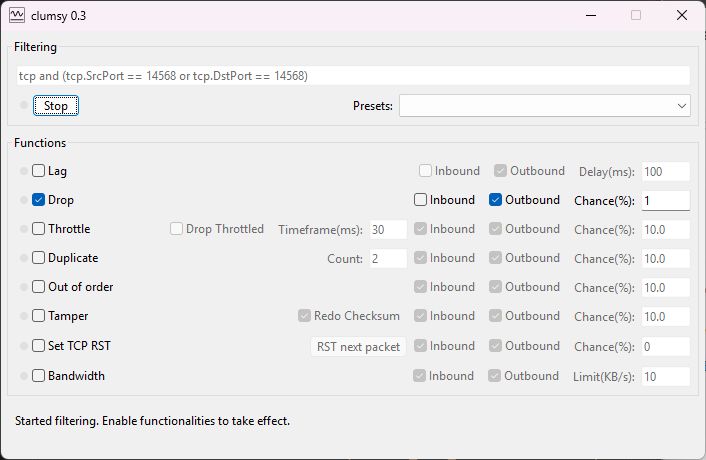 clumsy 0.3
Filtering
tcp and (tcp.SrcPort == 14568 or tcp.DstPort == 14568)
Stop Presets:
Functions
Lag Inbound Outbound Delay(ms): 100
Drop Inbound Outbound Chance(%): 1
Throttle Drop Throttled Timeframe(ms): 30 Inbound Outbound Chance(%): 10.0
Duplicate Count: 2 Inbound Outbound Chance(%): 10.0
Out of order Inbound Outbound Chance(%): 10.0
Tamper Redo Checksum Inbound Outbound Chance(%): 10.0
Set TCP RST RST next packet Inbound Outbound Chance(%): 0
Bandwidth Inbound Outbound Limit(KB/s): 10
Started filtering. Enable functionalities to take effect.